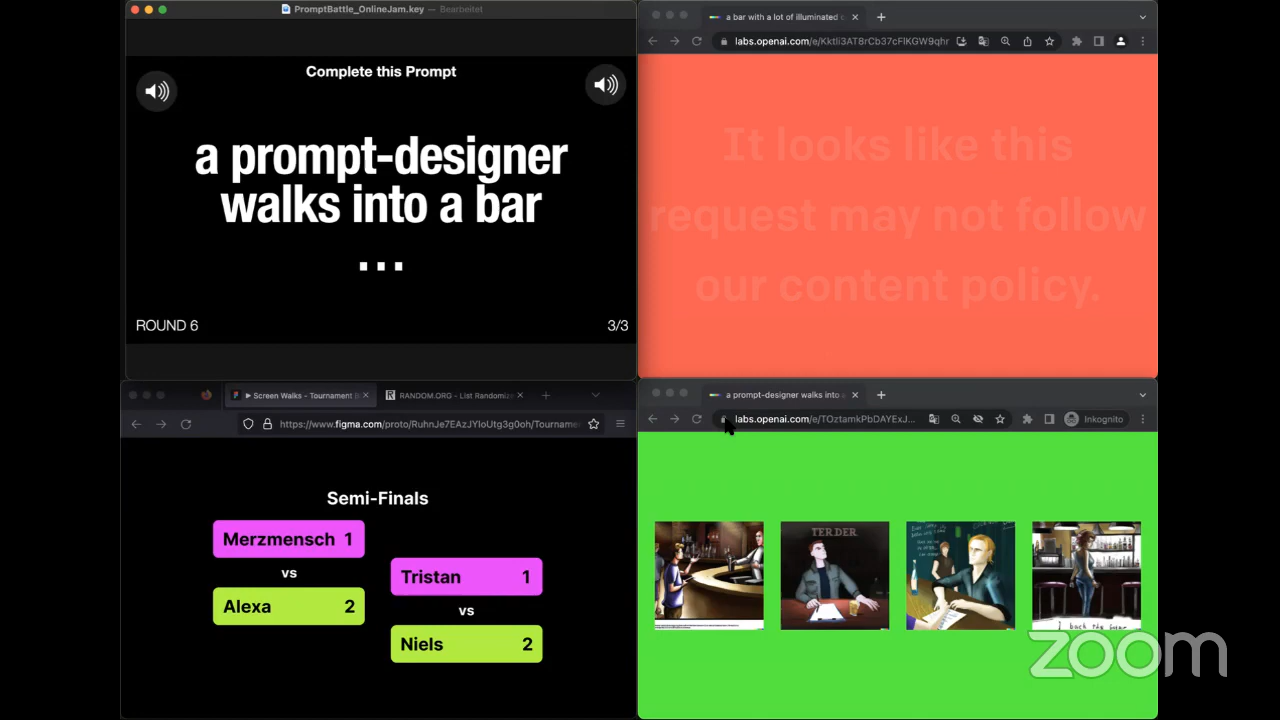 PromptBattle_OnlineJam.key — Bearbeitet
Complete this Prompt
a prompt-designer
walks into a bar
...
ROUND 6
3/3
a bar with a lot of illuminated
labs.openai.com/e/Kktli3AT8rCb37cFlKGW9qhr
It looks like this
request may not follow
our content policy.
▶ Screen Walks - Tournament
RANDOM.ORG - List Randomize
https://www.figma.com/proto/RuhnJe7EAzJYIoUtg3g0oh/Tourname
Semi-Finals
Merzmensch 1
vs
Alexa 2
Tristan 1
vs
Niels 2
a prompt-designer walks into a
labs.openai.com/e/TOztamkPbDAYExJ...
Inkognito
TERDER
zoom